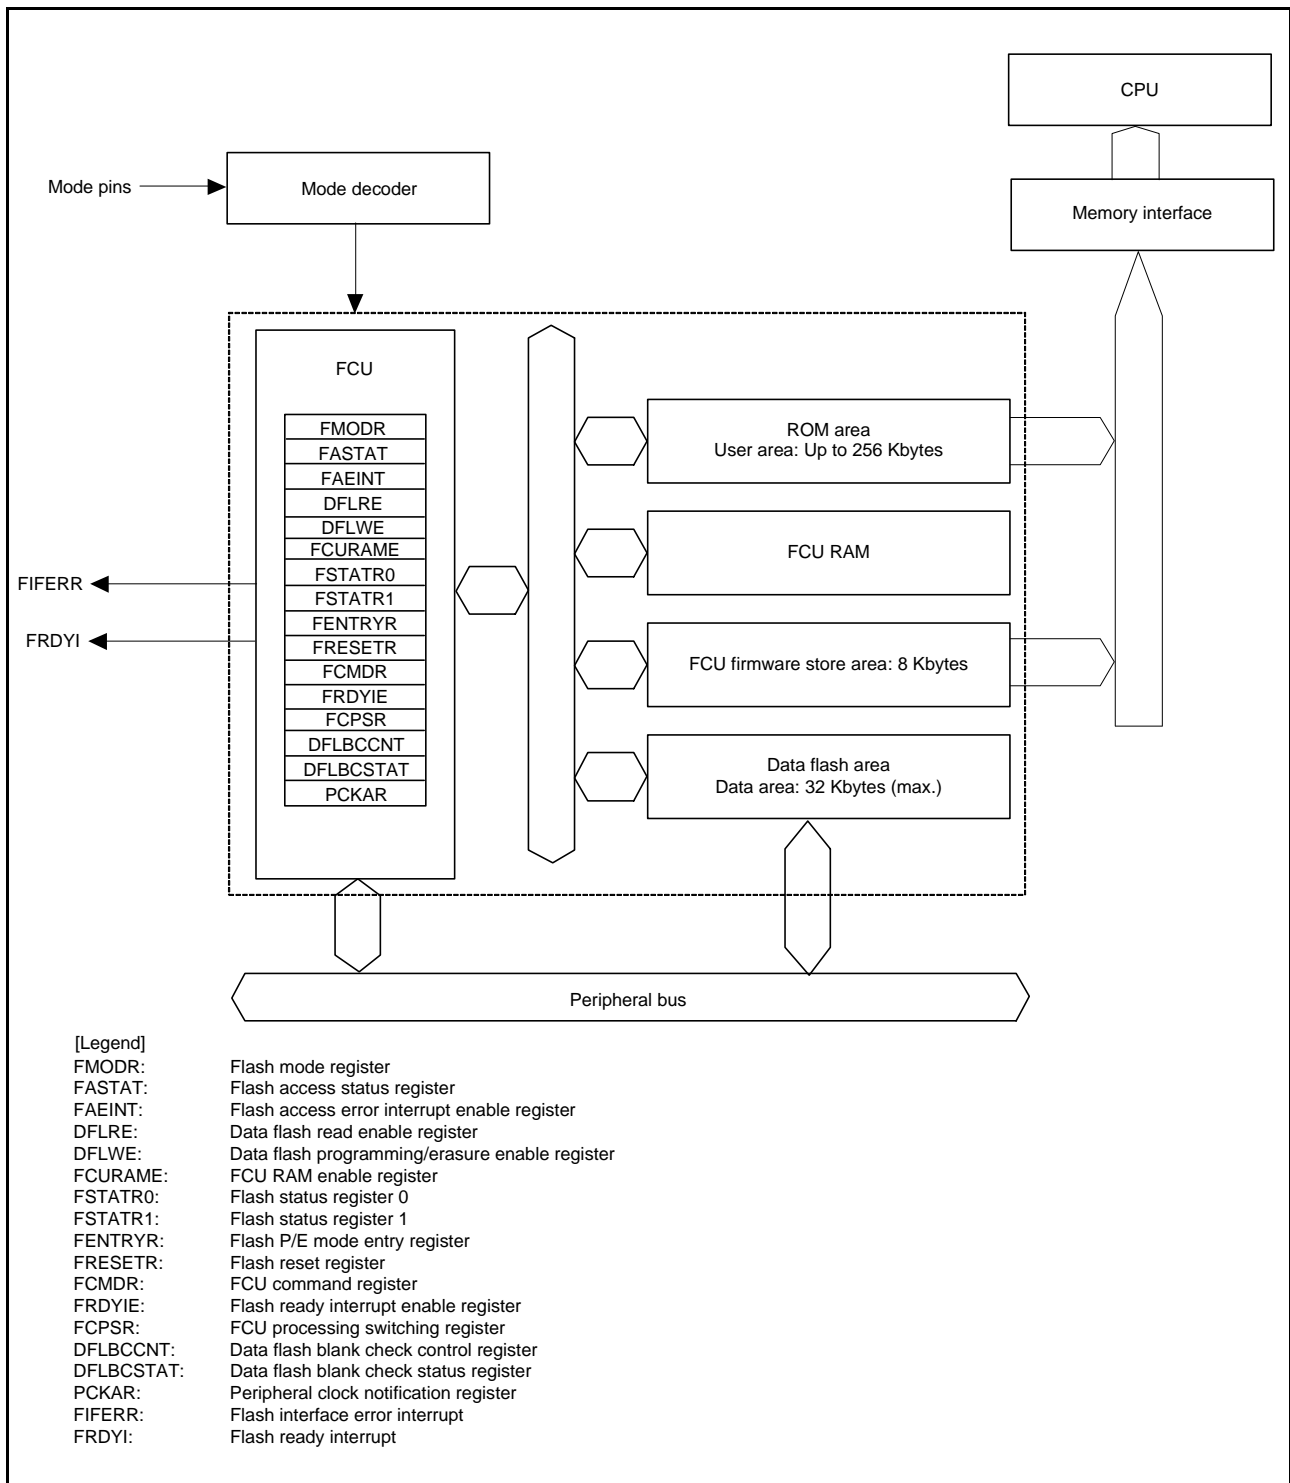 CPU
Memory interface
Mode pins
Mode decoder
FCU
FMODR
FASTAT
FAEINT
DFLRE
DFLWE
FCURAME
FSTATR0
FSTATR1
FENTRYR
FRESETR
FCMDR
FRDYIE
FCPSR
DFLBCCNT
DFLBCSTAT
PCKAR
FIFERR
FRDYI
ROM area
User area: Up to 256 Kbytes
FCU RAM
FCU firmware store area: 8 Kbytes
Data flash area
Data area: 32 Kbytes (max.)
Peripheral bus
[Legend]
FMODR: Flash mode register
FASTAT: Flash access status register
FAEINT: Flash access error interrupt enable register
DFLRE: Data flash read enable register
DFLWE: Data flash programming/erasure enable register
FCURAME: FCU RAM enable register
FSTATR0: Flash status register 0
FSTATR1: Flash status register 1
FENTRYR: Flash P/E mode entry register
FRESETR: Flash reset register
FCMDR: FCU command register
FRDYIE: Flash ready interrupt enable register
FCPSR: FCU processing switching register
DFLBCCNT: Data flash blank check control register
DFLBCSTAT: Data flash blank check status register
PCKAR: Peripheral clock notification register
FIFERR: Flash interface error interrupt
FRDYI: Flash ready interrupt